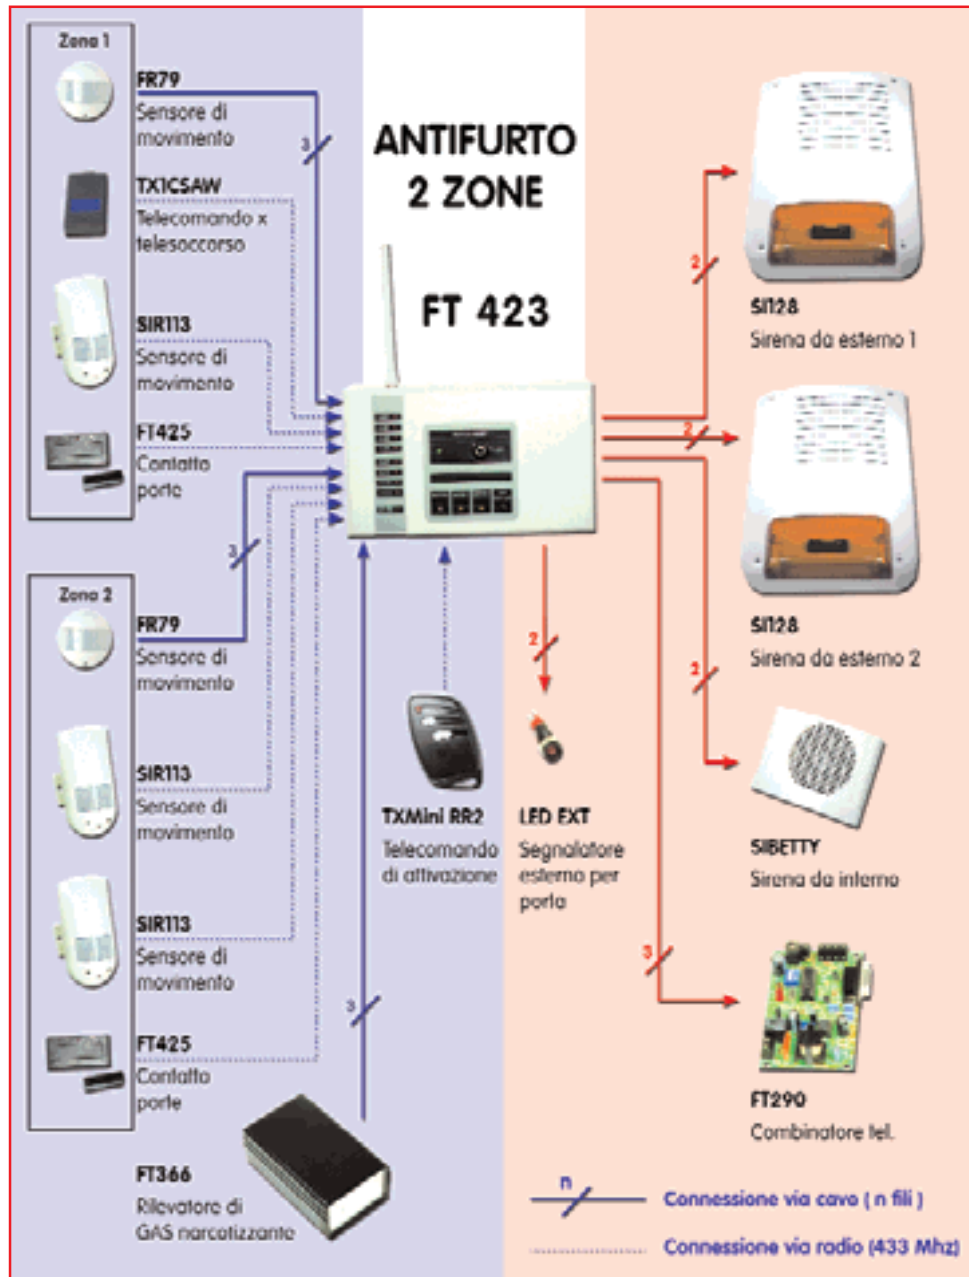 Zona 1
FR79
Sensore di
movimento
3
TX1CSAW
Telecomando x
telesoccorso
SIR113
Sensore di
movimento
FT425
Contatto
porte
3
Zona 2
FR79
Sensore di
movimento
SIR113
Sensore di
movimento
SIR113
Sensore di
movimento
FT425
Contatto
porte
FT366
Rilevatore di
GAS narcotizzante
3
ANTIFURTO
2 ZONE
FT 423
TXMini RR2
Telecomando
di attivazione
2
LED EXT
Segnalatore
esterno per
porta
2
SI128
Sirena da esterno 1
2
SI128
Sirena da esterno 2
2
SIBETTY
Sirena da interno
3
FT290
Combinatore tel.
n
Connessione via cavo ( n fili )
Connessione via radio (433 Mhz)